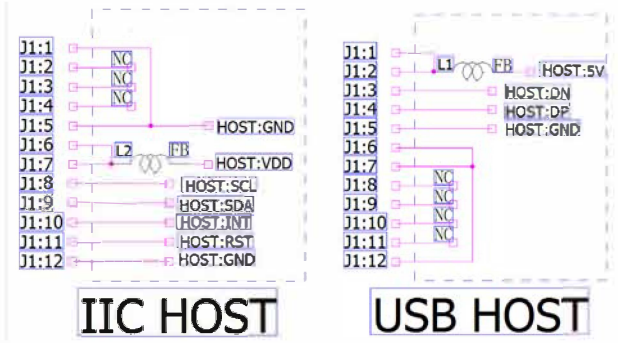 J1:1
J1:2 NC
J1:3 NC
J1:4 NC
J1:5 HOST:GND
J1:6 L2 FB
J1:7 HOST:VDD
J1:8 HOST:SCL
J1:9 HOST:SDA
J1:10 HOST:INT
J1:11 HOST:RST
J1:12 HOST:GND
IIC HOST
J1:1
L1 FB
J1:2 HOST:5V
J1:3 HOST:DN
J1:4 HOST:DP
J1:5 HOST:GND
J1:6
J1:7
J1:8 NC
J1:9 NC
J1:10 NC
J1:11 NC
J1:12
USB HOST